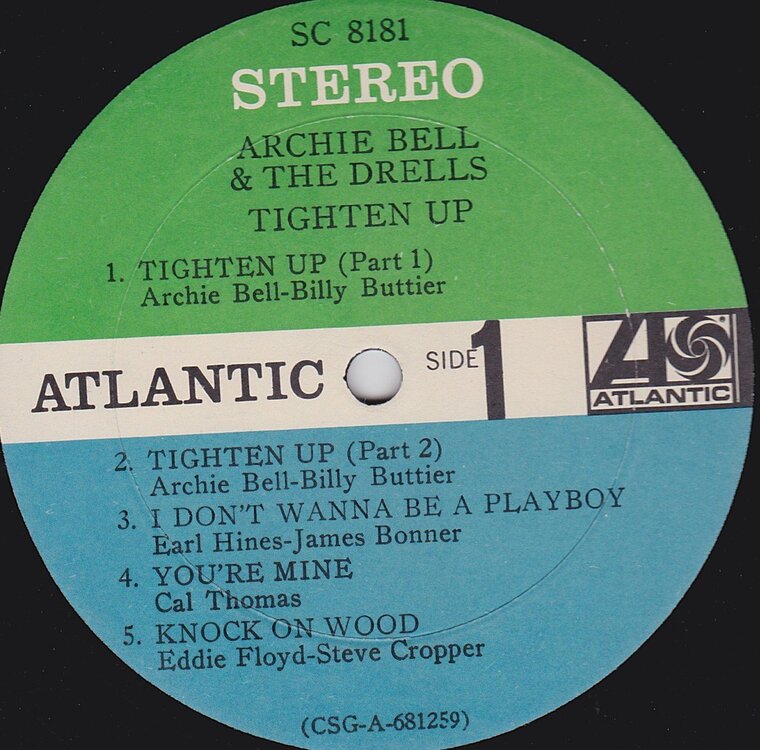 SC 8181
STEREO
ARCHIE BELL
& THE DRELLS
TIGHTEN UP
1. TIGHTEN UP (Part 1)
Archie Bell-Billy Buttier
ATLANTIC
SIDE 1
ATLANTIC
2. TIGHTEN UP (Part 2)
Archie Bell-Billy Buttier
3. I DON'T WANNA BE A PLAYBOY
Earl Hines-James Bonner
4. YOU'RE MINE
Cal Thomas
5. KNOCK ON WOOD
Eddie Floyd-Steve Cropper
(CSG-A-681259)